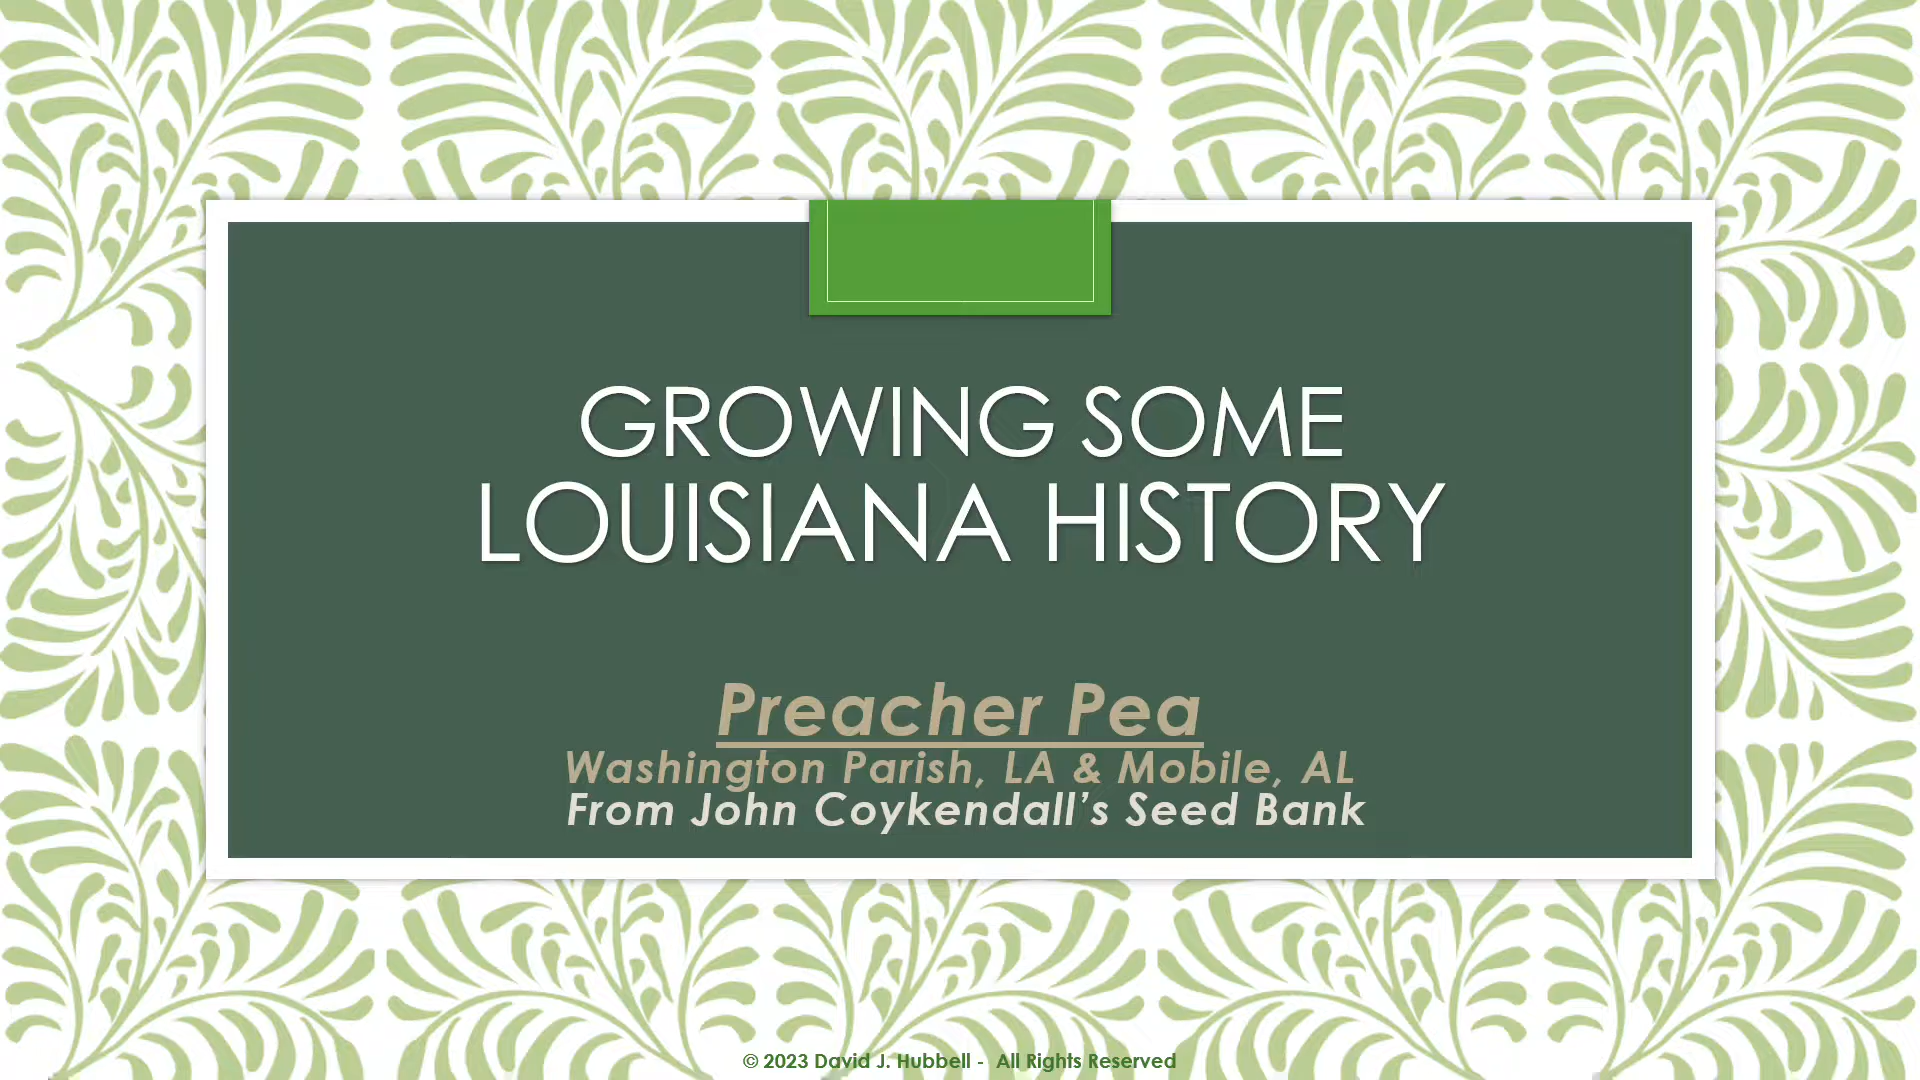 GROWING SOME
LOUISIANA HISTORY
Preacher Pea
Washington Parish, LA & Mobile, AL
From John Coykendall’s Seed Bank
© 2023 David J. Hubbell - All Rights Reserved